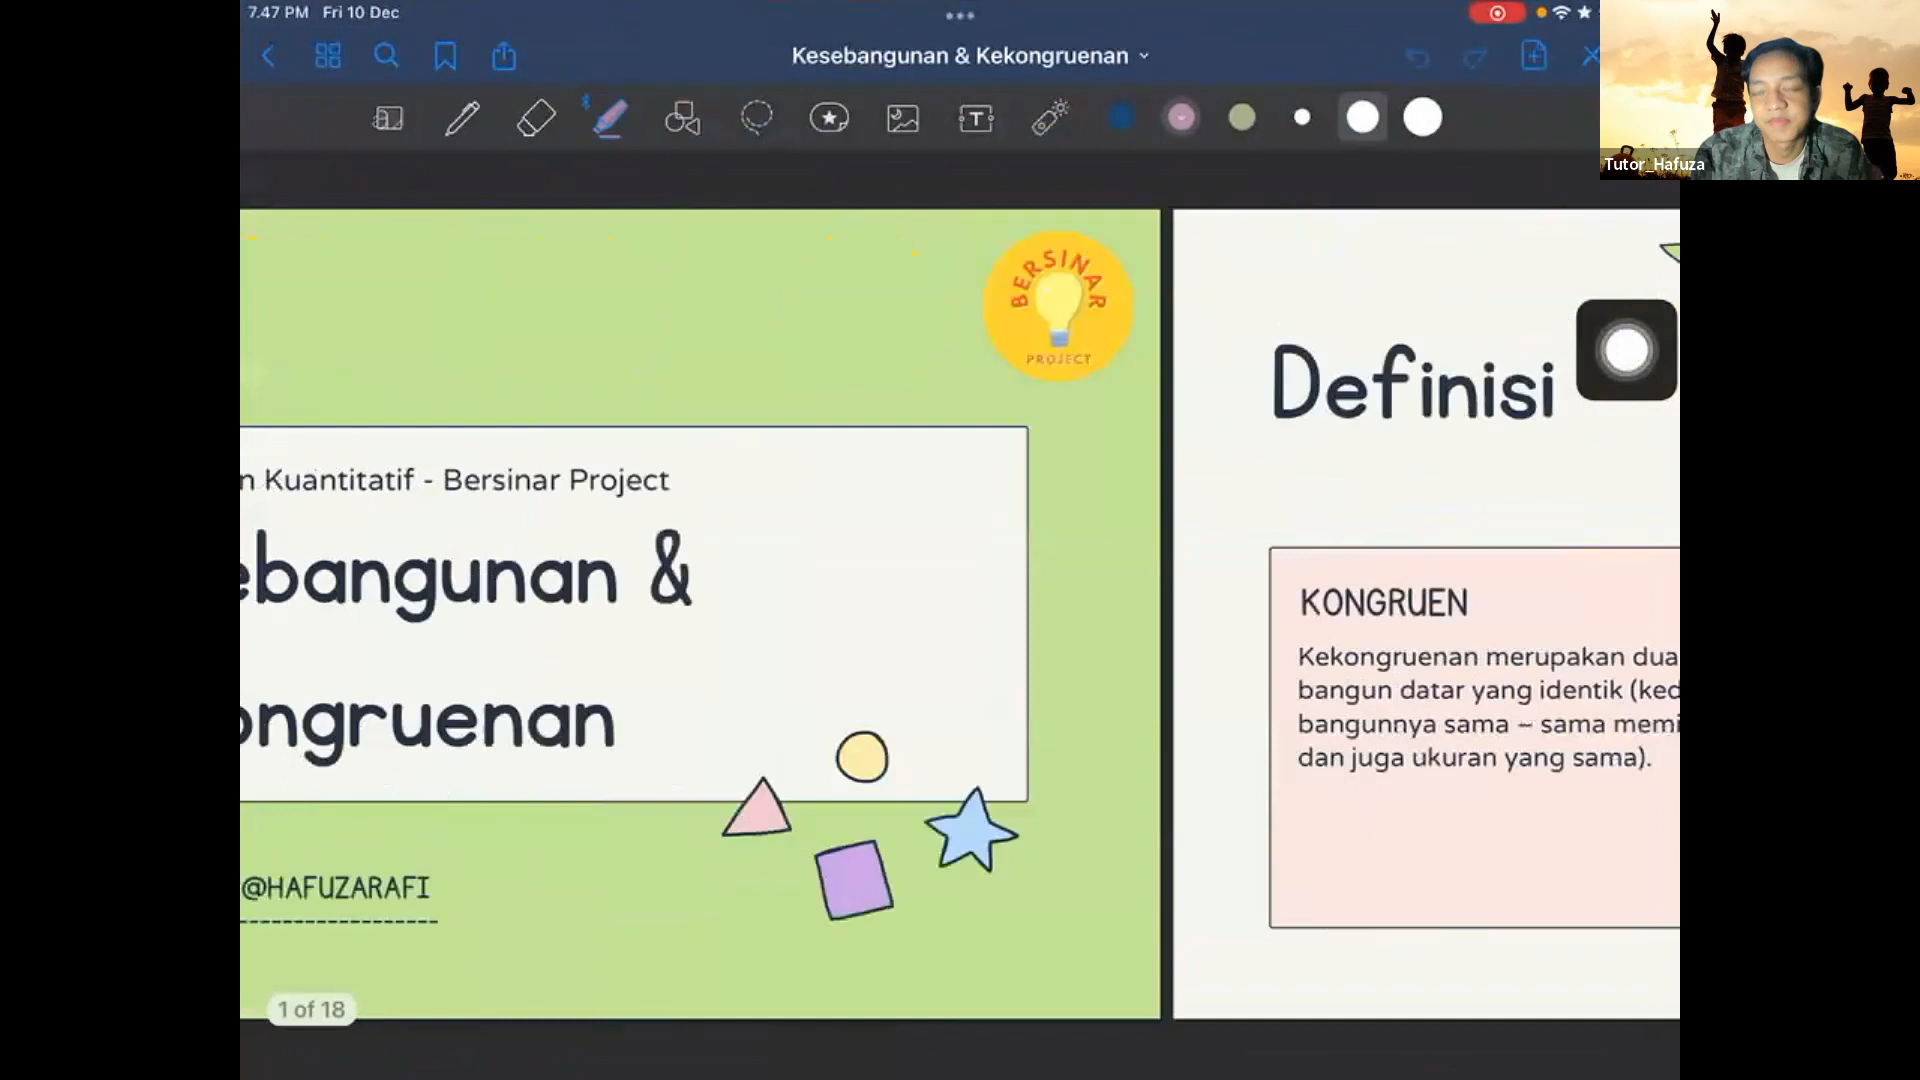 7.47 PM Fri 10 Dec
Kesebangunan & Kekongruenan
Tutor_Hafuza
BERSINAR
PROJECT
n Kuantitatif - Bersinar Project
ebangunan &
ongruenan
@HAFUZARAFI
1 of 18
Definisi
KONGRUEN
Kekongruenan merupakan dua
bangun datar yang identik (ked
bangunnya sama – sama memi
dan juga ukuran yang sama).